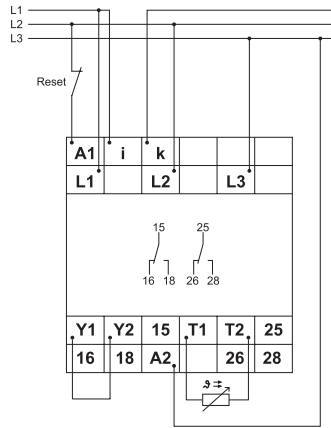 L1
L2
L3
Reset
A1 i k
L1 L2 L3
15 25
16 18 26 28
Y1 Y2 15 T1 T2 25
16 18 A2 26 28
ϑ